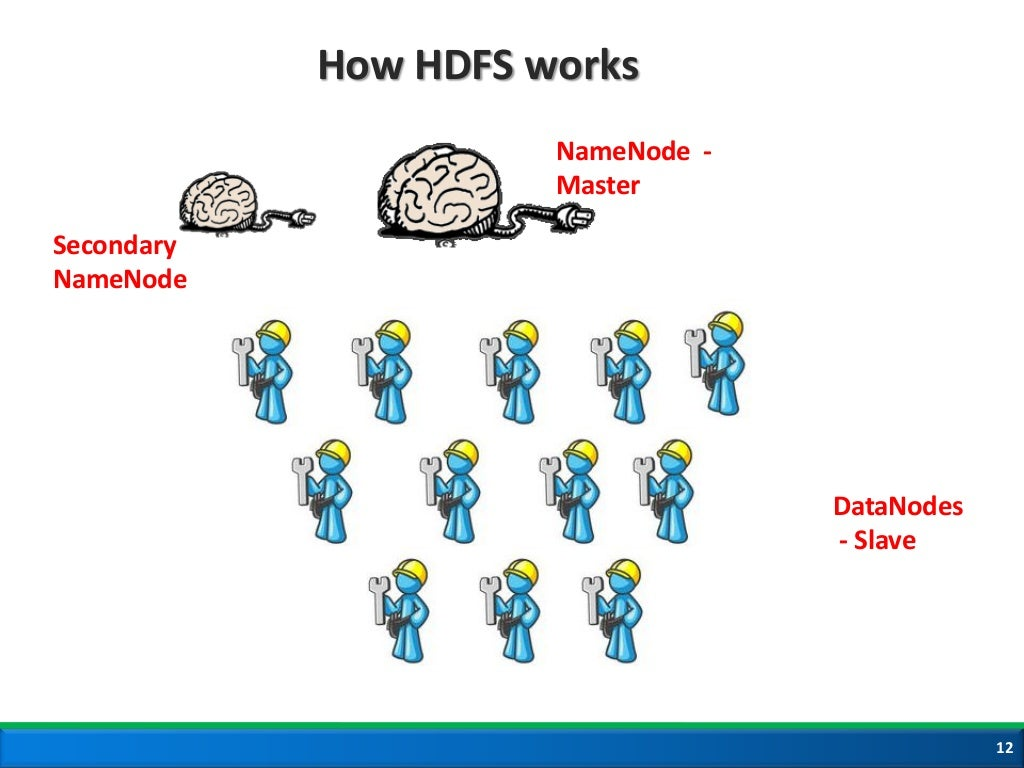 How HDFS works
NameNode -
Master
Secondary
NameNode
DataNodes
- Slave
12